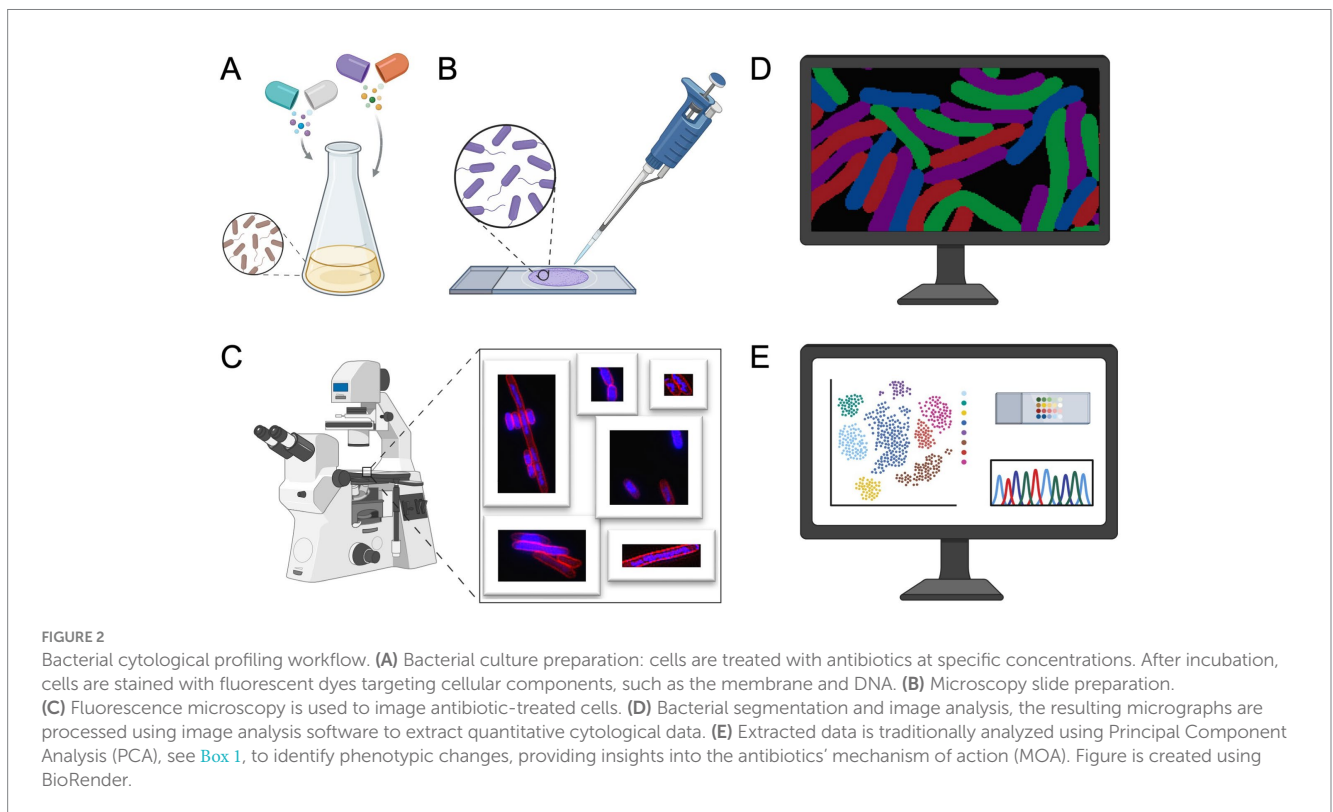 A
B
D
C
E
FIGURE 2
Bacterial cytological profiling workflow. (A) Bacterial culture preparation: cells are treated with antibiotics at specific concentrations. After incubation,
cells are stained with fluorescent dyes targeting cellular components, such as the membrane and DNA. (B) Microscopy slide preparation.
(C) Fluorescence microscopy is used to image antibiotic-treated cells. (D) Bacterial segmentation and image analysis, the resulting micrographs are
processed using image analysis software to extract quantitative cytological data. (E) Extracted data is traditionally analyzed using Principal Component
Analysis (PCA), see Box 1, to identify phenotypic changes, providing insights into the antibiotics’ mechanism of action (MOA). Figure is created using
BioRender.